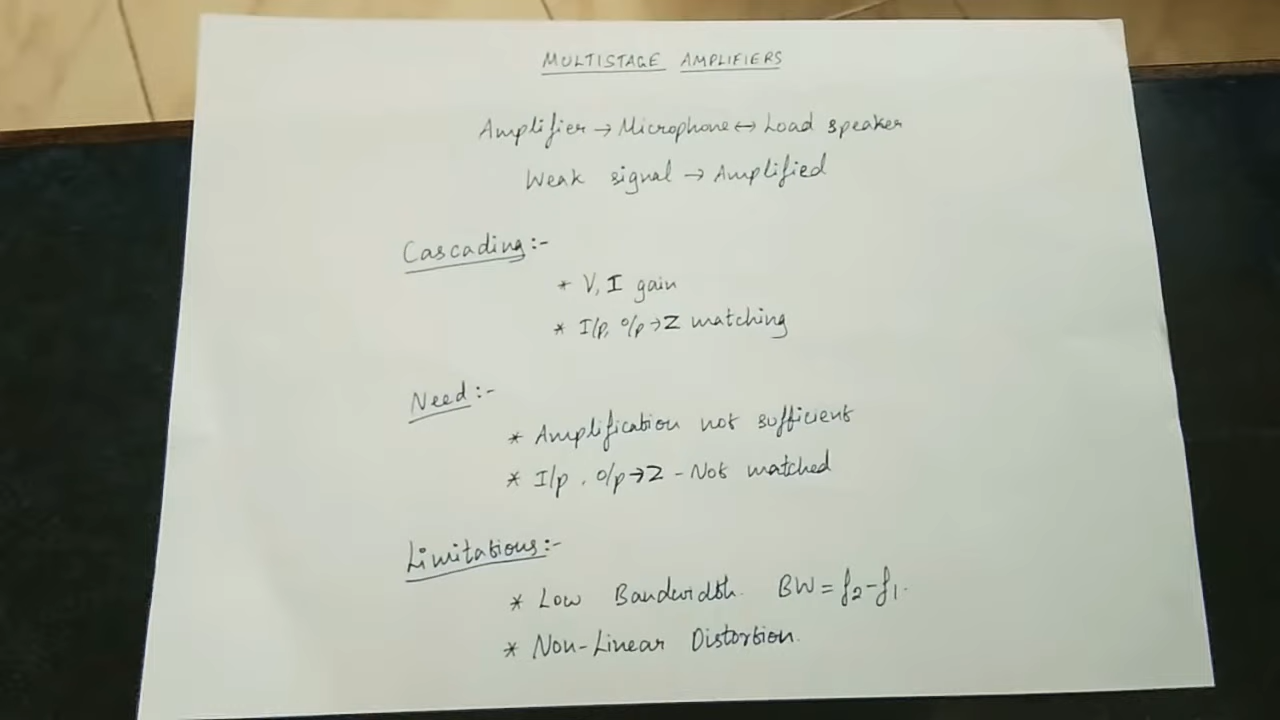 MULTISTAGE AMPLIFIERS
Amplifier → Microphone ↔ Load speaker
Weak signal → Amplified
Cascading :-
* V, I gain
* I/p, o/p → Z matching
Need :-
* Amplification not sufficient
* I/p , o/p → Z - Not matched
Limitations :-
* Low Bandwidth. BW = f2 - f1.
* Non-Linear Distortion.